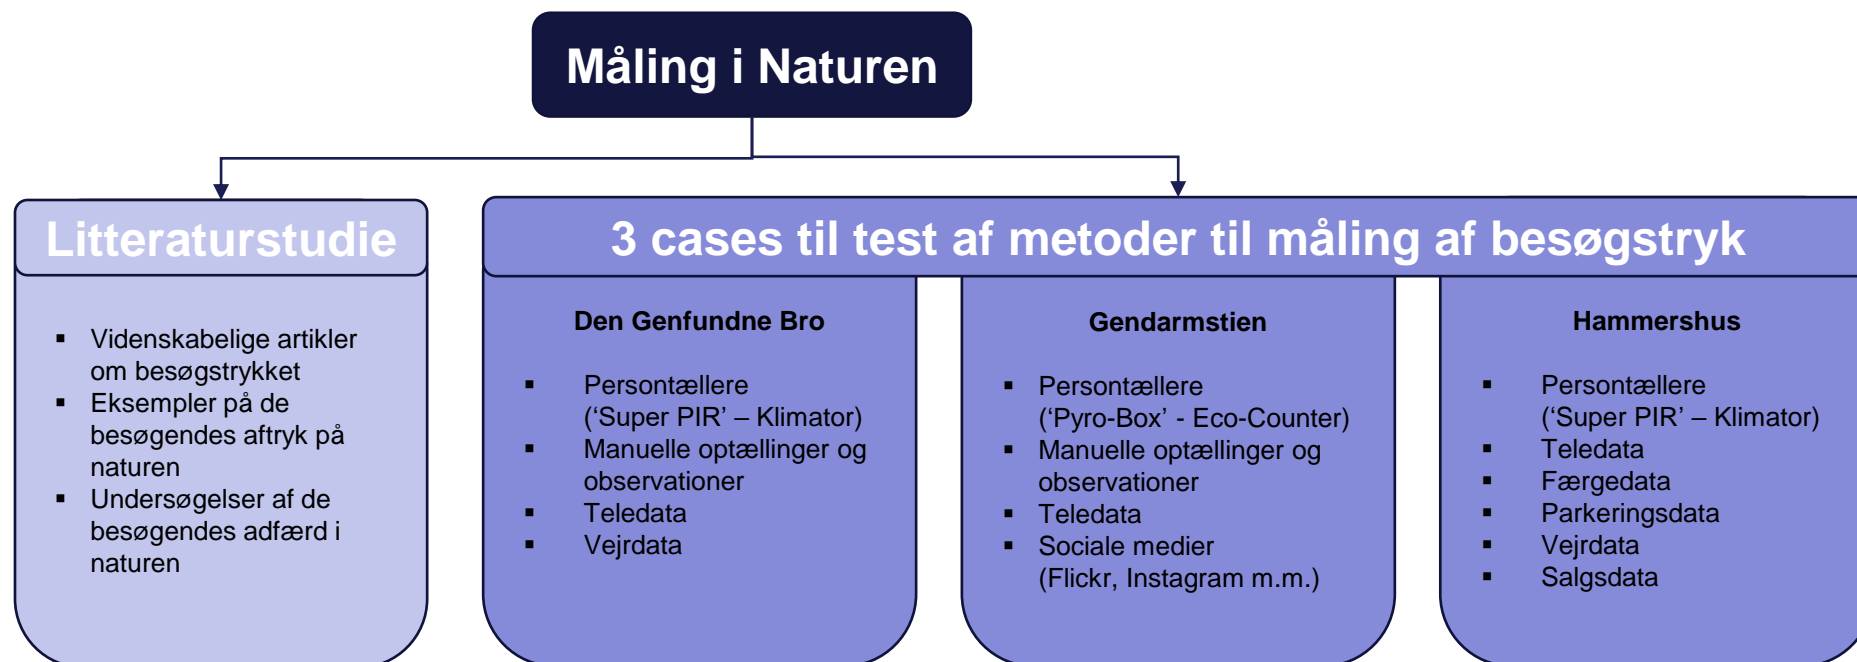 Måling i Naturen
Litteraturstudie
▪ Videnskabelige artikler
om besøgstrykket
▪ Eksempler på de
besøgendes aftryk på
naturen
▪ Undersøgelser af de
besøgendes adfærd i
naturen
3 cases til test af metoder til måling af besøgstryk
Den Genfundne Bro
▪ Persontællere
(‘Super PIR’ – Klimator)
▪ Manuelle optællinger og
observationer
▪ Teledata
▪ Vejrdata
Gendarmstien
▪ Persontællere
(‘Pyro-Box’ - Eco-Counter)
▪ Manuelle optællinger og
observationer
▪ Teledata
▪ Sociale medier
(Flickr, Instagram m.m.)
Hammershus
▪ Persontællere
(‘Super PIR’ – Klimator)
▪ Teledata
▪ Færgedata
▪ Parkeringsdata
▪ Vejrdata
▪ Salgsdata